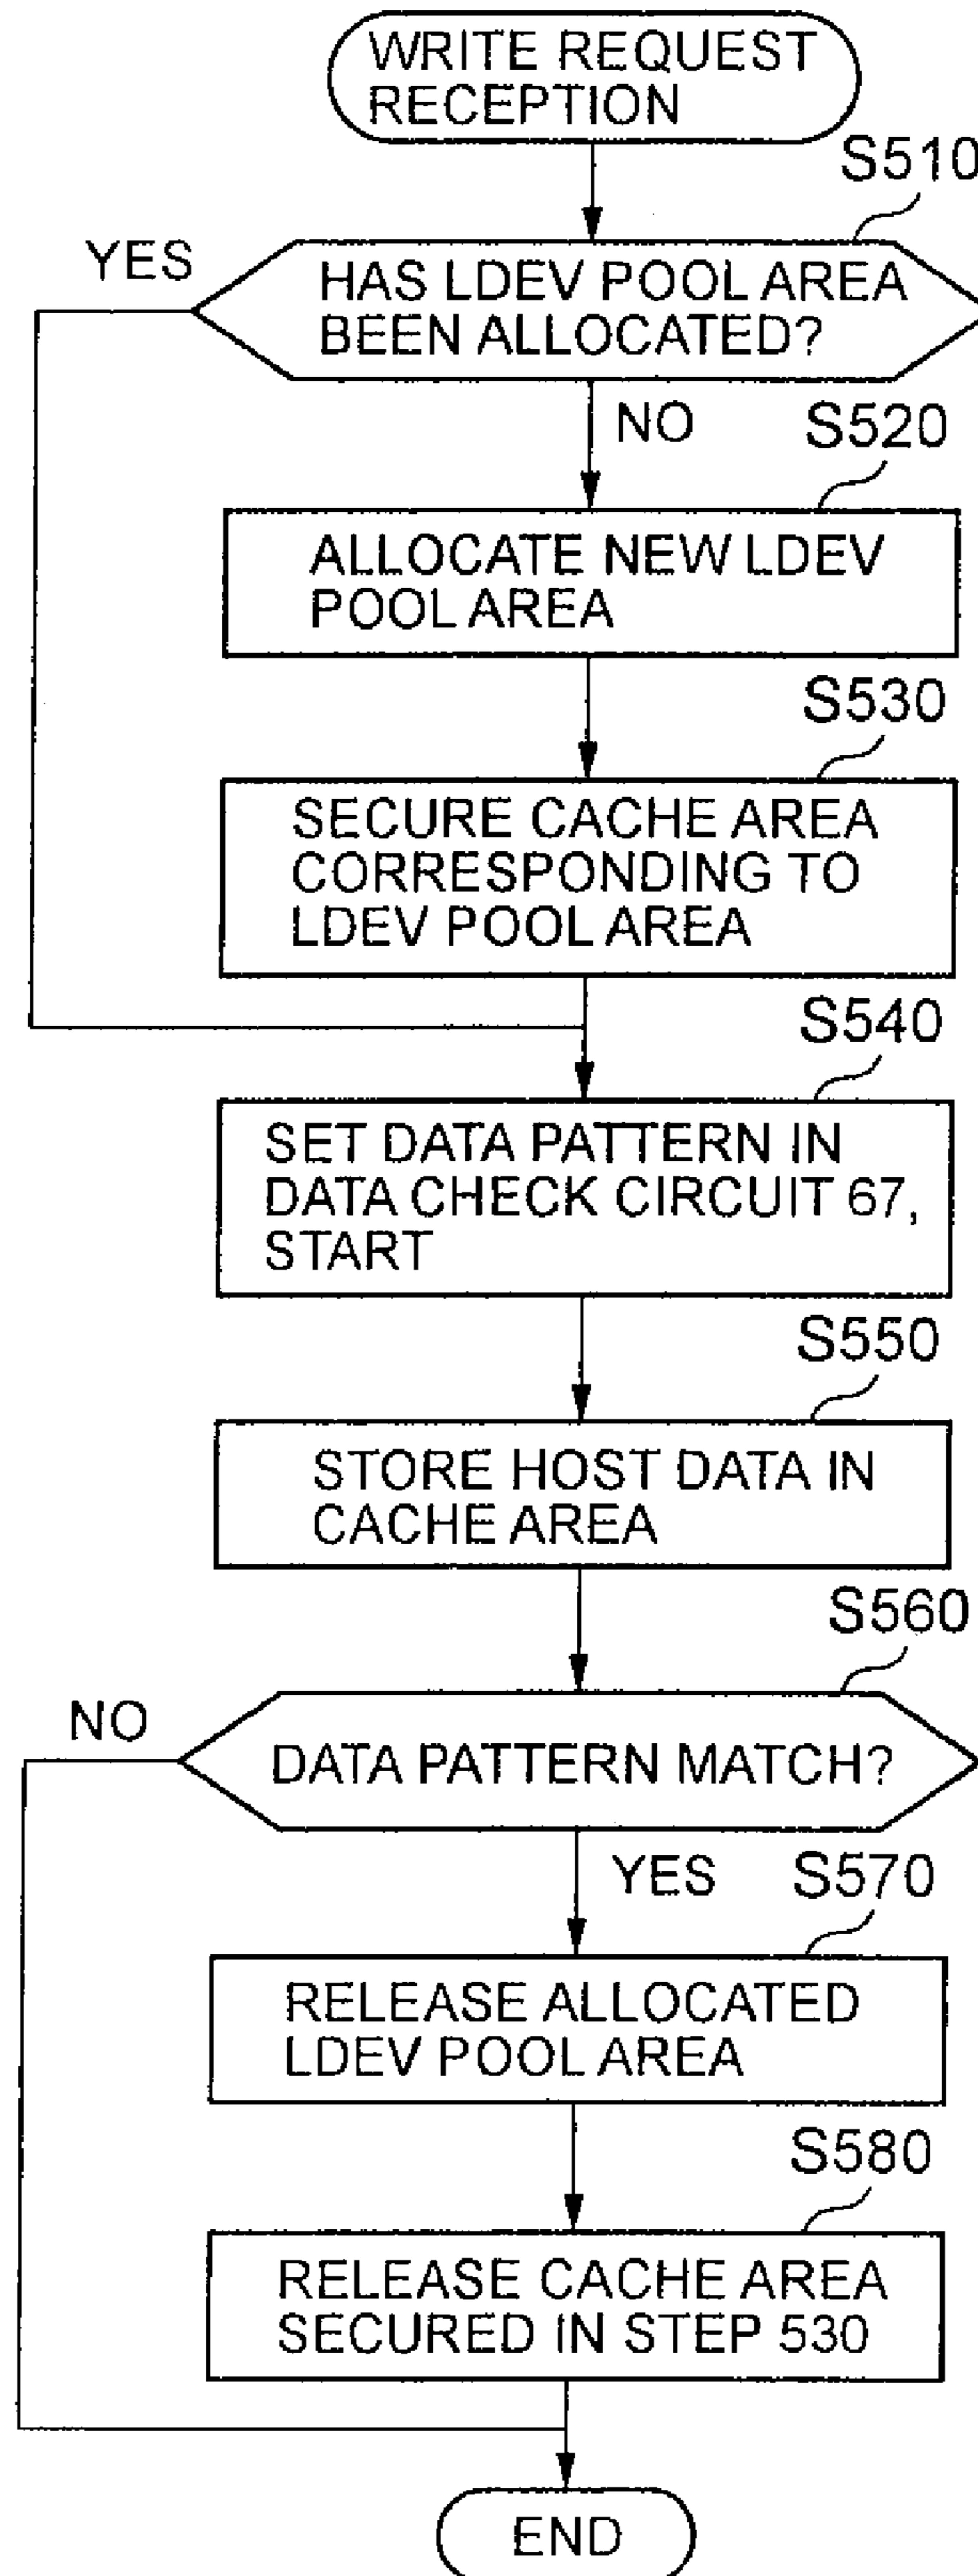 WRITE REQUEST
RECEPTION
S510
YES
HAS LDEV POOL AREA
BEEN ALLOCATED?
NO
S520
ALLOCATE NEW LDEV
POOL AREA
S530
SECURE CACHE AREA
CORRESPONDING TO
LDEV POOL AREA
S540
SET DATA PATTERN IN
DATA CHECK CIRCUIT 67,
START
S550
STORE HOST DATA IN
CACHE AREA
S560
NO
DATA PATTERN MATCH?
YES
S570
RELEASE ALLOCATED
LDEV POOL AREA
S580
RELEASE CACHE AREA
SECURED IN STEP 530
END